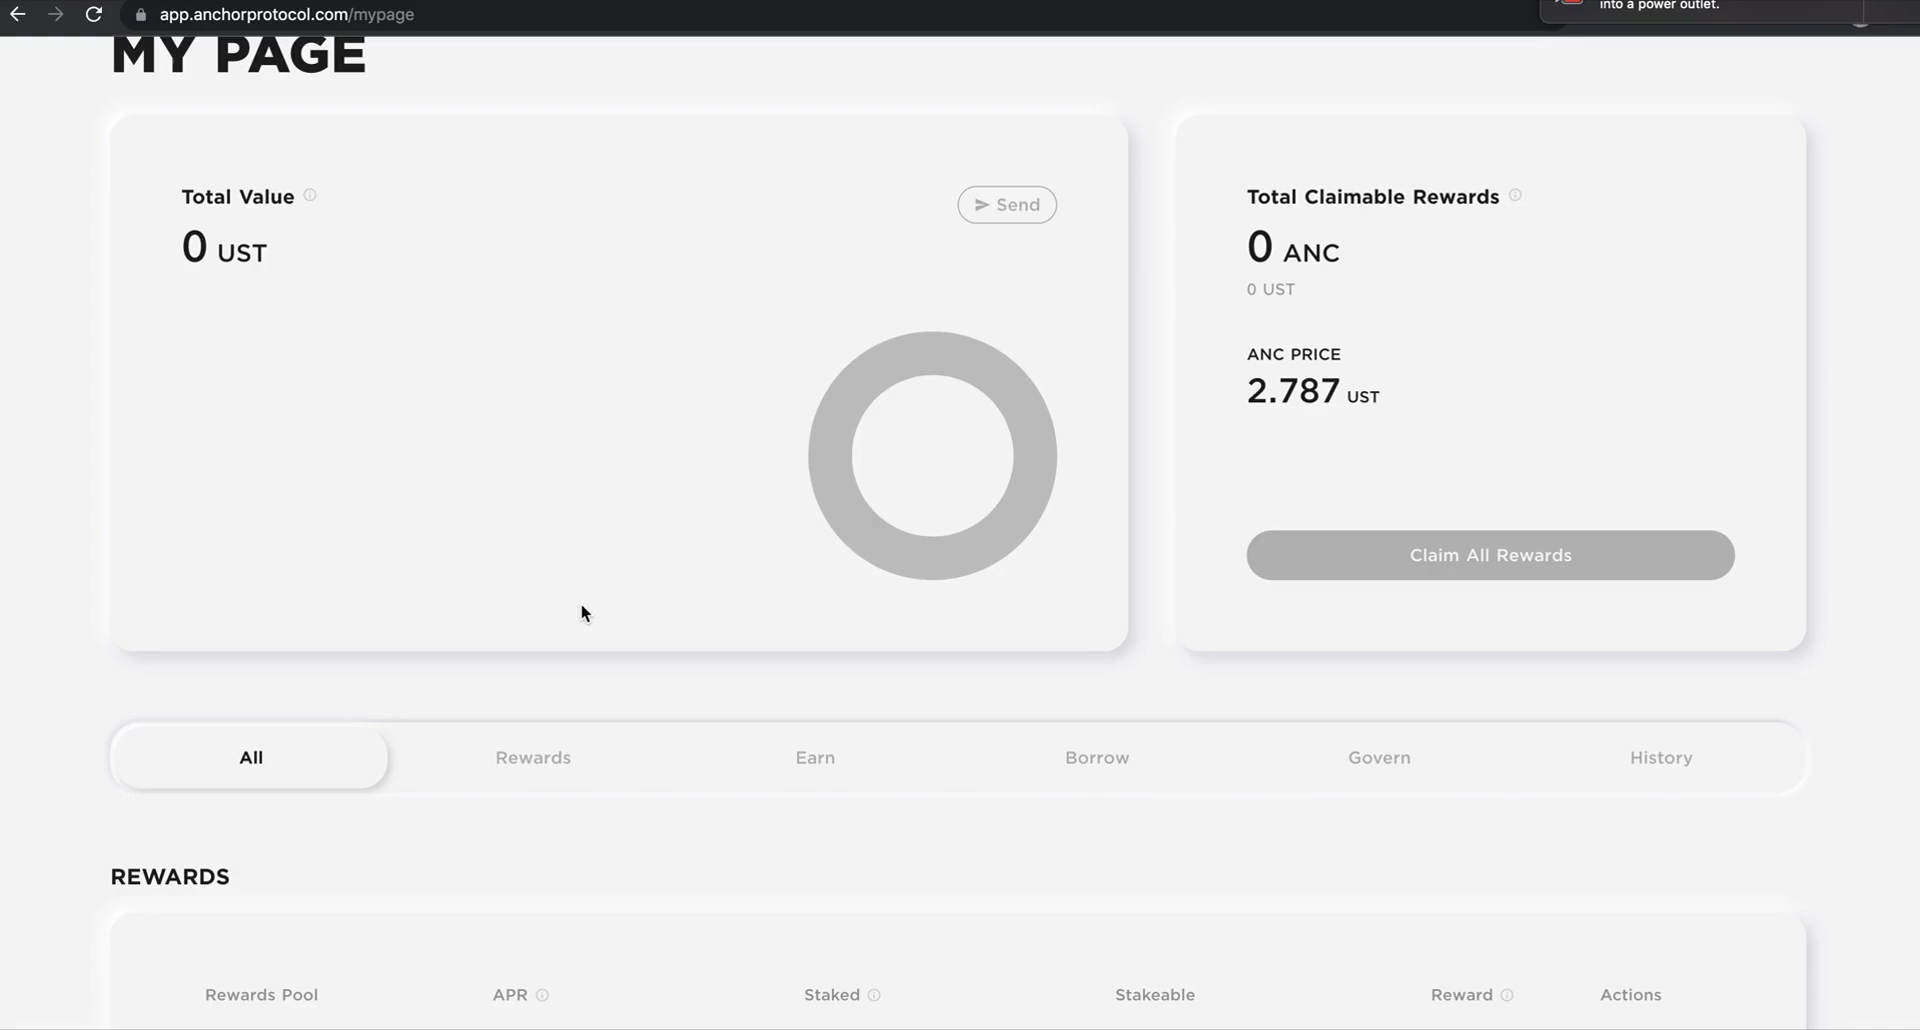 app.anchorprotocol.com/mypage
into a power outlet.
MY PAGE
Total Value
Send
0 UST
Total Claimable Rewards
0 ANC
0 UST
ANC PRICE
2.787 UST
Claim All Rewards
All Rewards Earn Borrow Govern History
REWARDS
Rewards Pool APR Staked Stakeable Reward Actions